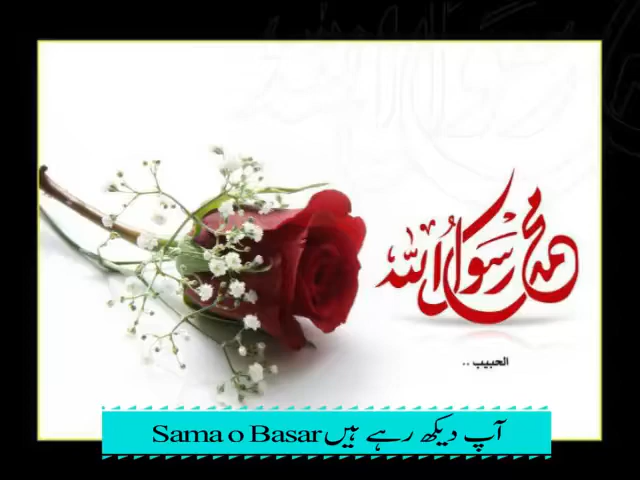 محمد رسول الله
الحبيب ..
آپ دیکھ رہے ہیں Sama o Basar